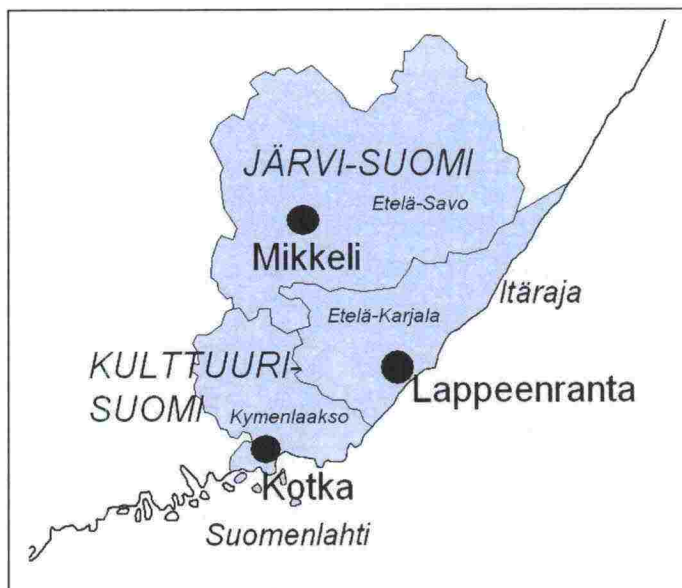 JÄRVI-SUOMI
Etelä-Savo
Mikkeli
Itäraja
Etelä-Karjala
KULTTUURI-
SUOMI
Lappeenranta
Kymenlaakso
Kotka
Suomenlahti